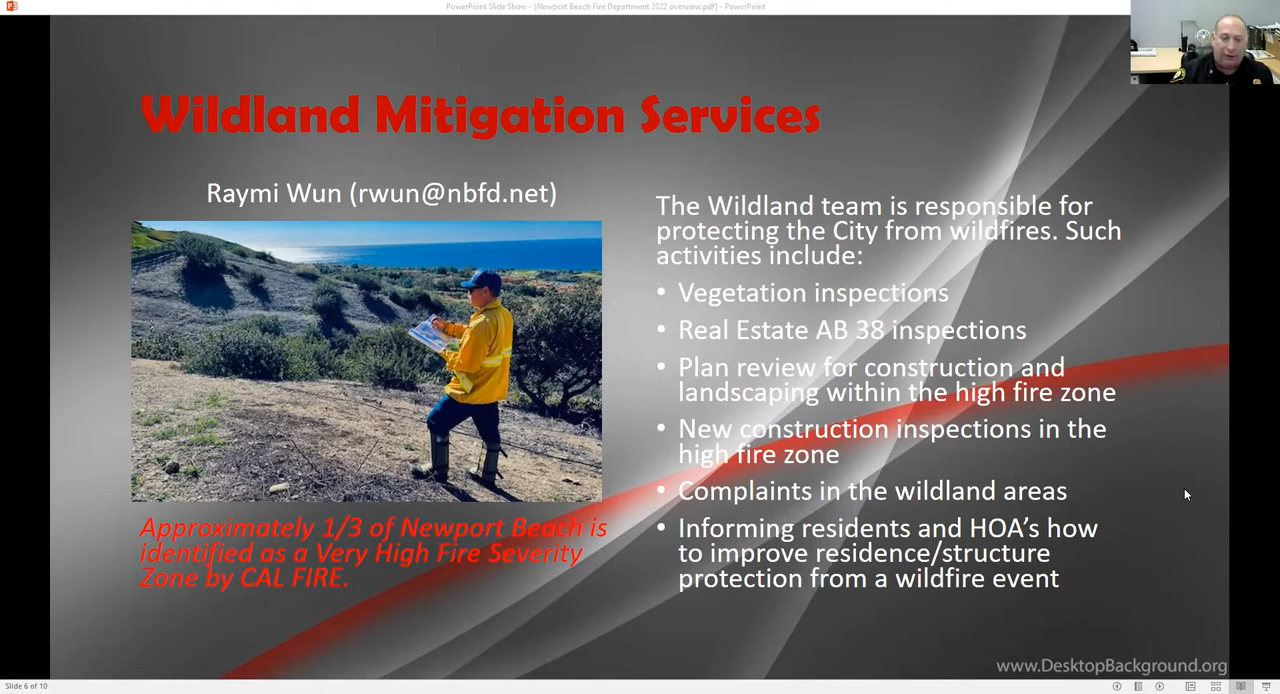 PowerPoint Slide Show - [Newport Beach Fire Department 2022 overview.pdf] - PowerPoint
Wildland Mitigation Services
Raymi Wun (rwun@nbfd.net)
Approximately 1/3 of Newport Beach is
identified as a Very High Fire Severity
Zone by CAL FIRE.
The Wildland team is responsible for
protecting the City from wildfires. Such
activities include:
• Vegetation inspections
• Real Estate AB 38 inspections
• Plan review for construction and
landscaping within the high fire zone
• New construction inspections in the
high fire zone
• Complaints in the wildland areas
• Informing residents and HOA's how
to improve residence/structure
protection from a wildfire event
www.DesktopBackground.org
Slide 6 of 10